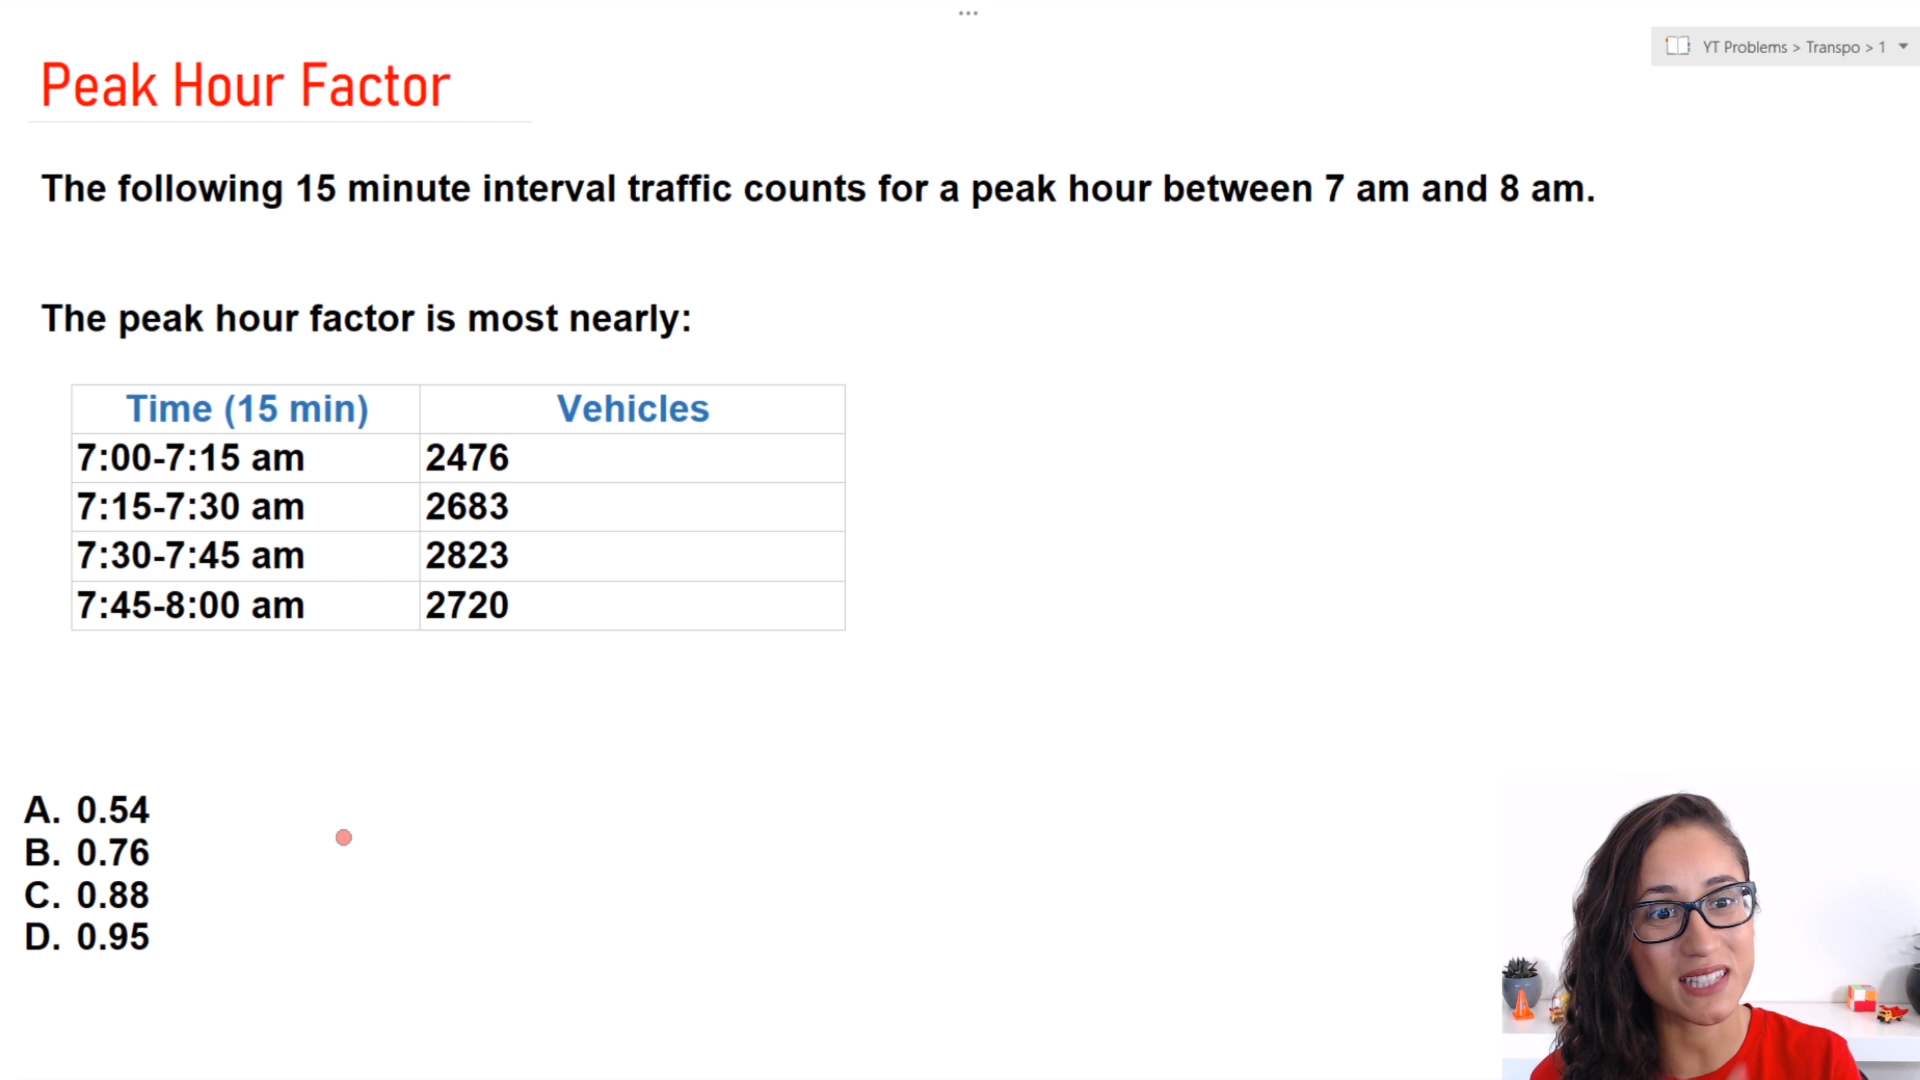 ...
YT Problems > Transpo > 1
Peak Hour Factor
The following 15 minute interval traffic counts for a peak hour between 7 am and 8 am.
The peak hour factor is most nearly:
Time (15 min) Vehicles
7:00-7:15 am 2476
7:15-7:30 am 2683
7:30-7:45 am 2823
7:45-8:00 am 2720
A. 0.54
B. 0.76
C. 0.88
D. 0.95